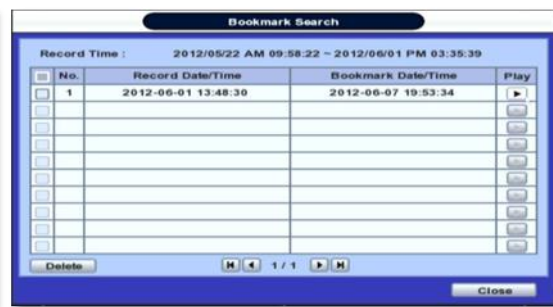 Bookmark Search
Record Time : 2012/05/22 AM 09:58:22 ~ 2012/06/01 PM 03:35:39
No. Record Date/Time Bookmark Date/Time Play
1 2012-06-01 13:48:30 2012-06-07 19:53:34
Delete 1 / 1
Close